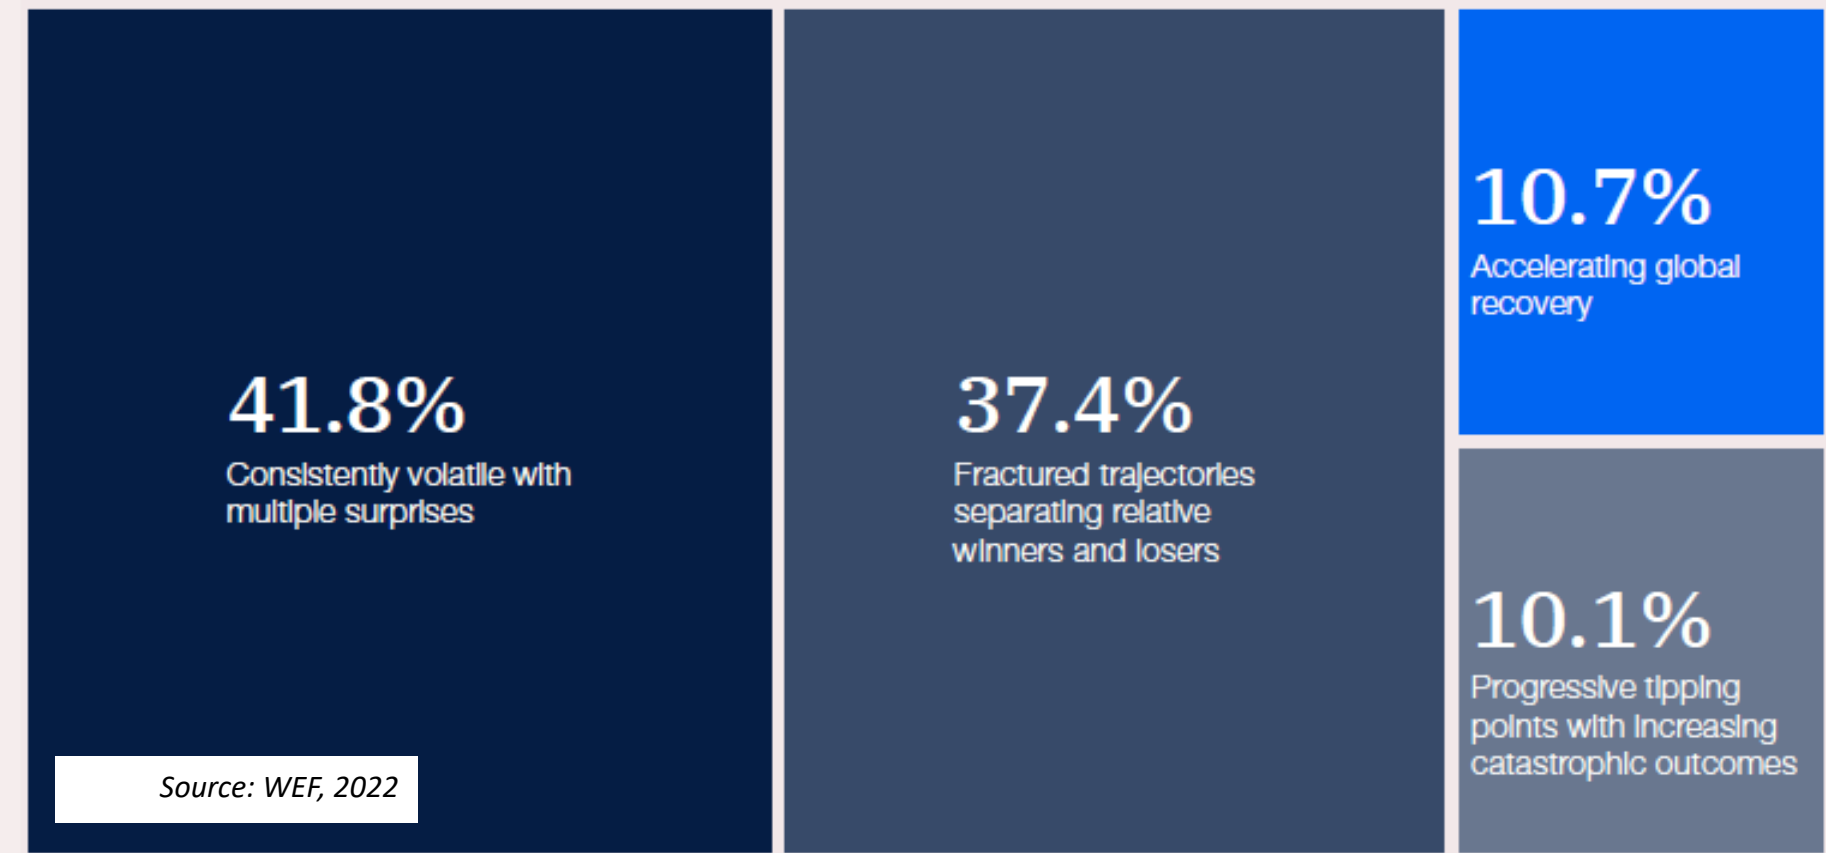 41.8%
Consistently volatile with
multiple surprises
Source: WEF, 2022
37.4%
Fractured trajectories
separating relative
winners and losers
10.7%
Accelerating global
recovery
10.1%
Progressive tipping
points with increasing
catastrophic outcomes